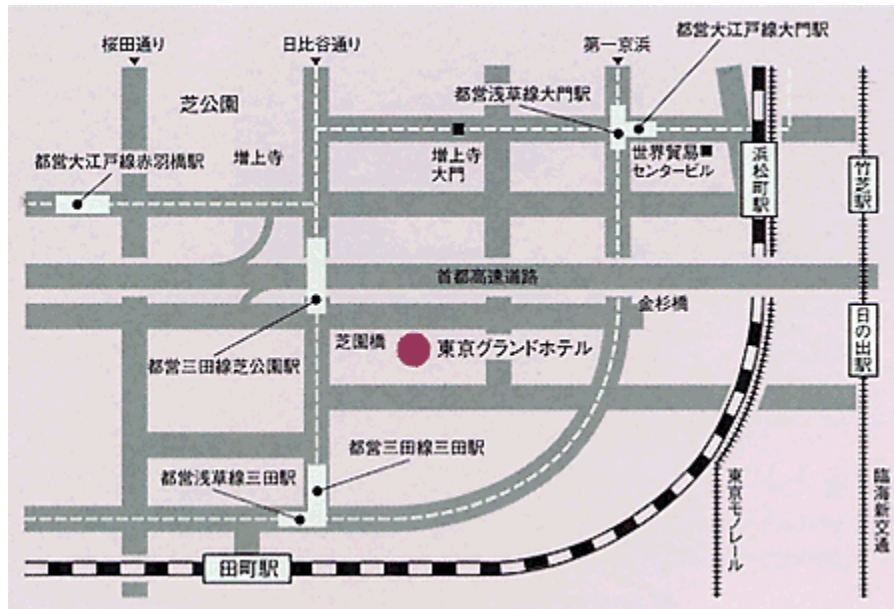 桜田通り
日比谷通り
第一京浜
都営大江戸線大門駅
芝公園
都営浅草線大門駅
増上寺
都営大江戸線赤羽橋駅
増上寺
大門
世界貿易
センタービル
浜松町駅
竹芝駅
首都高速道路
金杉橋
日の出駅
芝園橋
東京グランドホテル
都営三田線芝公園駅
都営三田線三田駅
都営浅草線三田駅
東京モノレール
臨海新交通
田町駅